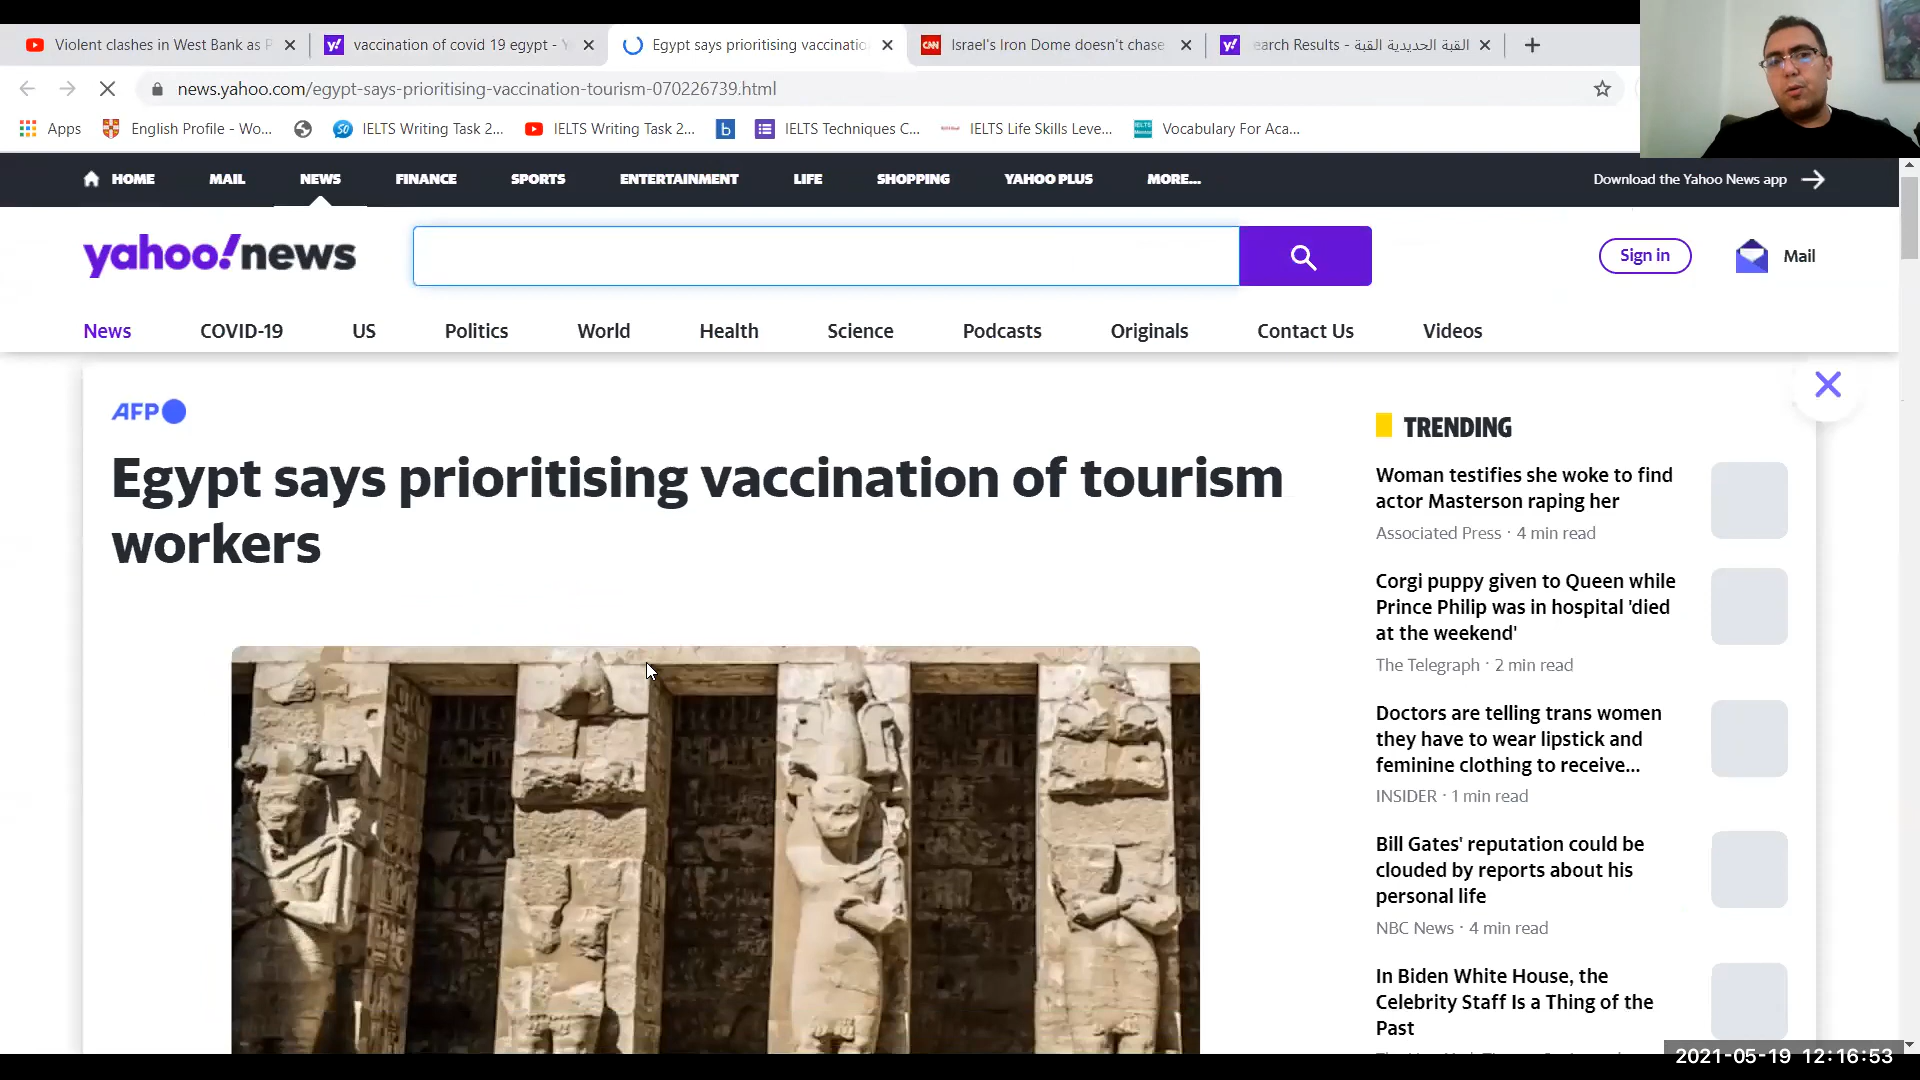 Violent clashes in West Bank as P
vaccination of covid 19 egypt - Y
Egypt says prioritising vaccinatio
CNN
Israel's Iron Dome doesn't chase
earch Results - القبة الحديدية القبة
news.yahoo.com/egypt-says-prioritising-vaccination-tourism-070226739.html
Apps
English Profile - Wo...
IELTS Writing Task 2...
IELTS Writing Task 2...
b
IELTS Techniques C...
IELTS Life Skills Leve...
Vocabulary For Aca...
HOME
MAIL
NEWS
FINANCE
SPORTS
ENTERTAINMENT
LIFE
SHOPPING
YAHOO PLUS
MORE...
Download the Yahoo News app
yahoo!news
Sign in
Mail
News
COVID-19
US
Politics
World
Health
Science
Podcasts
Originals
Contact Us
Videos
AFP
Egypt says prioritising vaccination of tourism
workers
TRENDING
Woman testifies she woke to find
actor Masterson raping her
Associated Press · 4 min read
Corgi puppy given to Queen while
Prince Philip was in hospital 'died
at the weekend'
The Telegraph · 2 min read
Doctors are telling trans women
they have to wear lipstick and
feminine clothing to receive...
INSIDER · 1 min read
Bill Gates' reputation could be
clouded by reports about his
personal life
NBC News · 4 min read
In Biden White House, the
Celebrity Staff Is a Thing of the
Past
2021-05-19 12:16:53